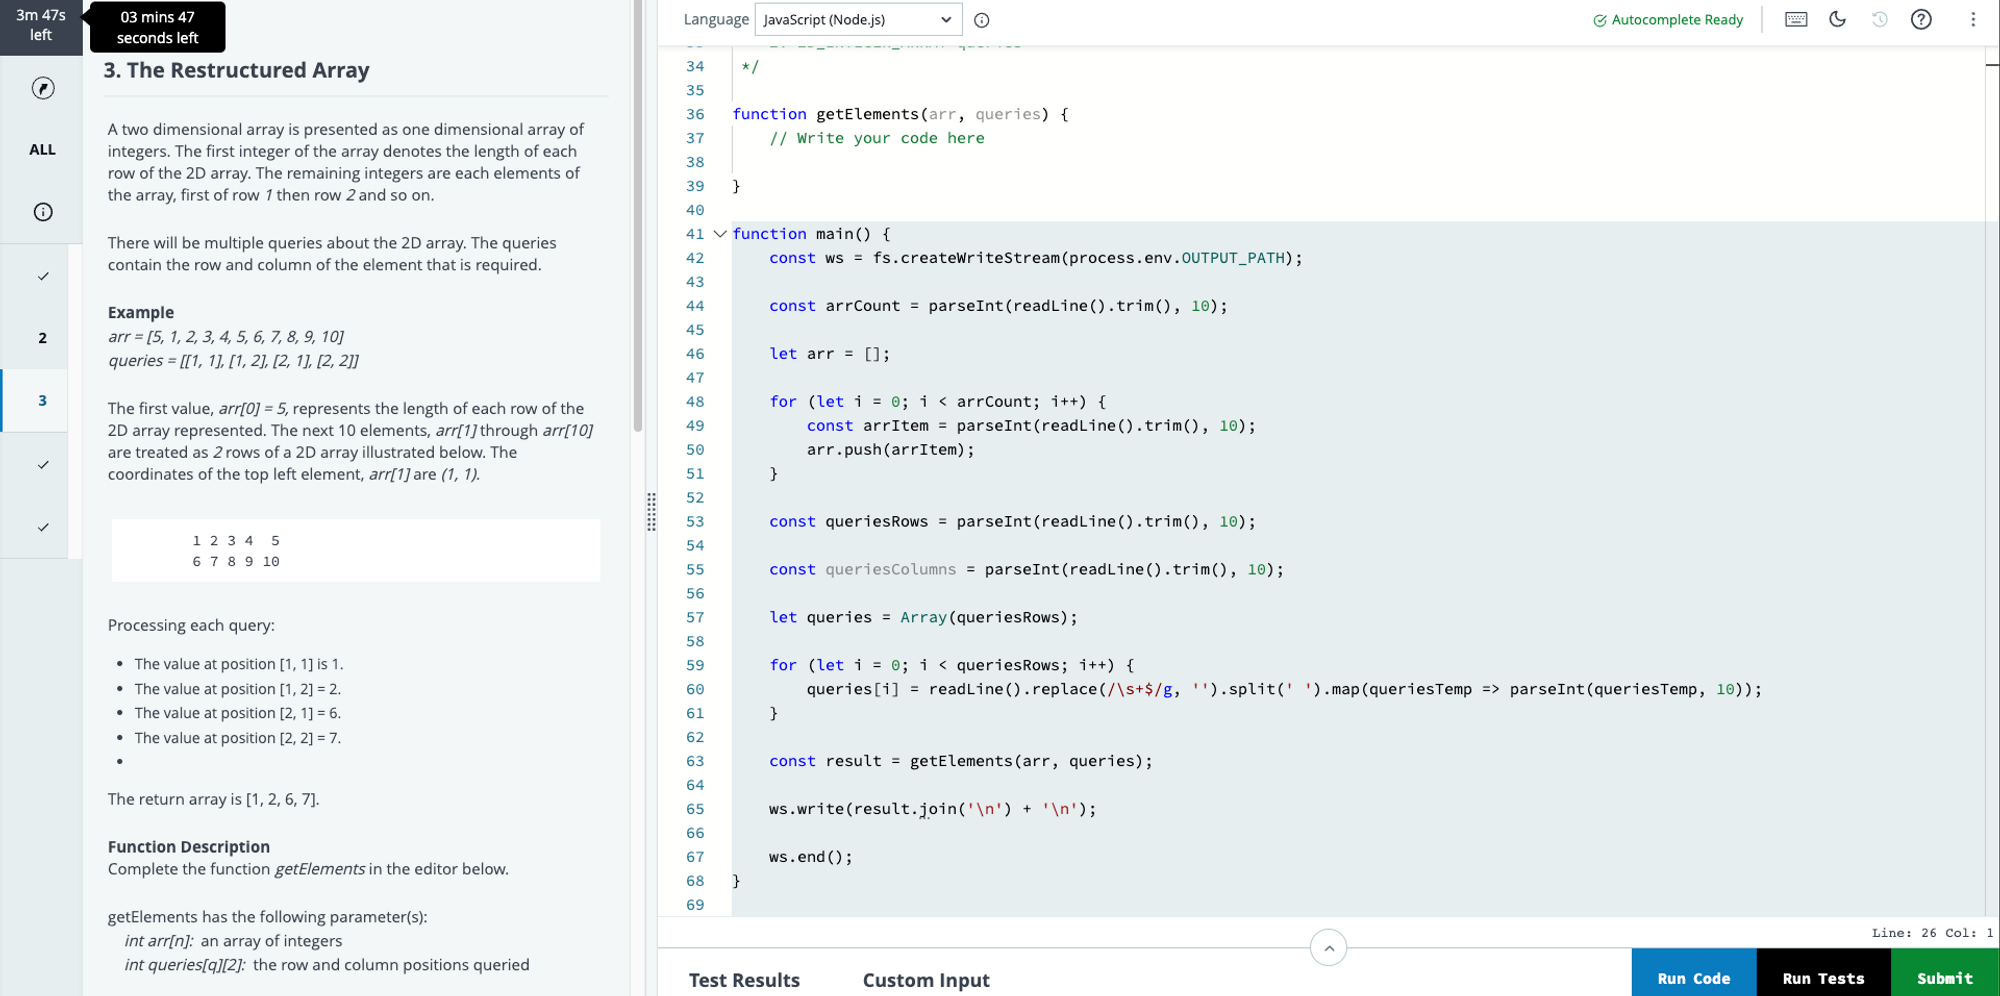 3m 47s
left
03 mins 47
seconds left
ALL
2
3
3. The Restructured Array
A two dimensional array is presented as one dimensional array of
integers. The first integer of the array denotes the length of each
row of the 2D array. The remaining integers are each elements of
the array, first of row 1 then row 2 and so on.
There will be multiple queries about the 2D array. The queries
contain the row and column of the element that is required.
Example
arr = [5, 1, 2, 3, 4, 5, 6, 7, 8, 9, 10]
queries = [[1, 1], [1, 2], [2, 1], [2, 2]]
The first value, arr[0] = 5, represents the length of each row of the
2D array represented. The next 10 elements, arr[1] through arr[10]
are treated as 2 rows of a 2D array illustrated below. The
coordinates of the top left element, arr[1] are (1, 1).
1 2 3 4  5
6 7 8 9 10
Processing each query:
• The value at position [1, 1] is 1.
• The value at position [1, 2] = 2.
• The value at position [2, 1] = 6.
• The value at position [2, 2] = 7.
•
The return array is [1, 2, 6, 7].
Function Description
Complete the function getElements in the editor below.
getElements has the following parameter(s):
int arr[n]: an array of integers
int queries[q][2]: the row and column positions queried
Language JavaScript (Node.js)
Autocomplete Ready
34 */
35
36 function getElements(arr, queries) {
37     // Write your code here
38
39 }
40
41 function main() {
42     const ws = fs.createWriteStream(process.env.OUTPUT_PATH);
43
44     const arrCount = parseInt(readLine().trim(), 10);
45
46     let arr = [];
47
48     for (let i = 0; i < arrCount; i++) {
49         const arrItem = parseInt(readLine().trim(), 10);
50         arr.push(arrItem);
51     }
52
53     const queriesRows = parseInt(readLine().trim(), 10);
54
55     const queriesColumns = parseInt(readLine().trim(), 10);
56
57     let queries = Array(queriesRows);
58
59     for (let i = 0; i < queriesRows; i++) {
60         queries[i] = readLine().replace(/\s+$/g, '').split(' ').map(queriesTemp => parseInt(queriesTemp, 10));
61     }
62
63     const result = getElements(arr, queries);
64
65     ws.write(result.join('\n') + '\n');
66
67     ws.end();
68 }
69
Line: 26 Col: 1
Test Results
Custom Input
Run Code
Run Tests
Submit